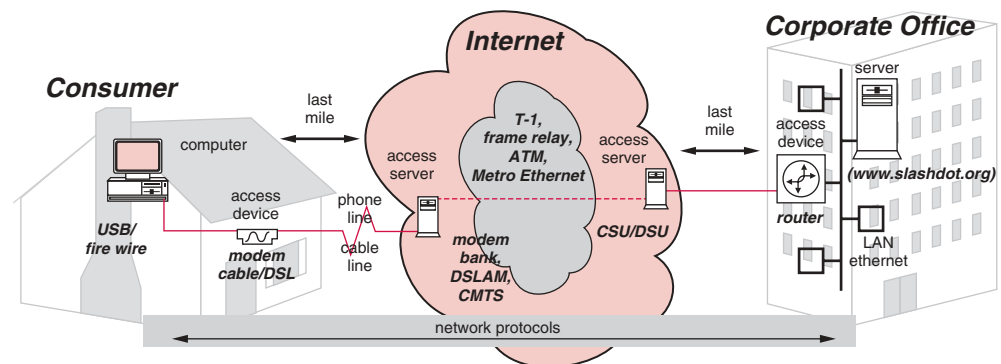 Consumer
computer
USB/
fire wire
access
device
modem
cable/DSL
last
mile
phone
line
cable
line
Internet
access
server
modem
bank,
DSLAM,
CMTS
T-1,
frame relay,
ATM,
Metro Ethernet
access
server
CSU/DSU
last
mile
Corporate Office
server
access
device
(www.slashdot.org)
router
LAN
ethernet
network protocols